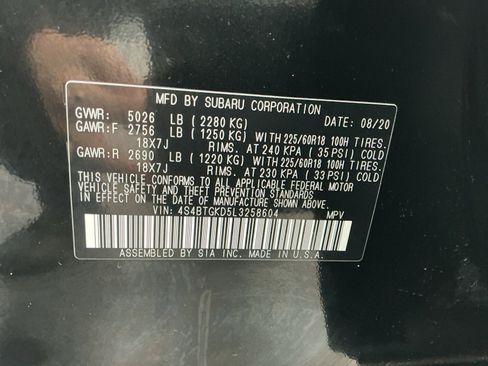 MFD BY SUBARU CORPORATION DATE: 08/20
GVWR: 5026 LB (2280 KG)
GAWR:F 2756 LB (1250 KG) WITH 225/60R18 100H TIRES.
18X7J RIMS. AT 240 KPA ( 35 PSI) COLD
GAWR:R 2690 LB (1220 KG) WITH 225/60R18 100H TIRES.
18X7J RIMS. AT 230 KPA ( 33 PSI) COLD
THIS VEHICLE CONFORMS TO ALL APPLICABLE FEDERAL MOTOR
VEHICLE SAFETY AND THEFT PREVENTION STANDARDS IN EFFECT
ON THE DATE OF MANUFACTURE SHOWN ABOVE.
VIN: 4S4BTGKD5L3258604 MPV
ASSEMBLED BY SIA INC. MADE IN U.S.A.